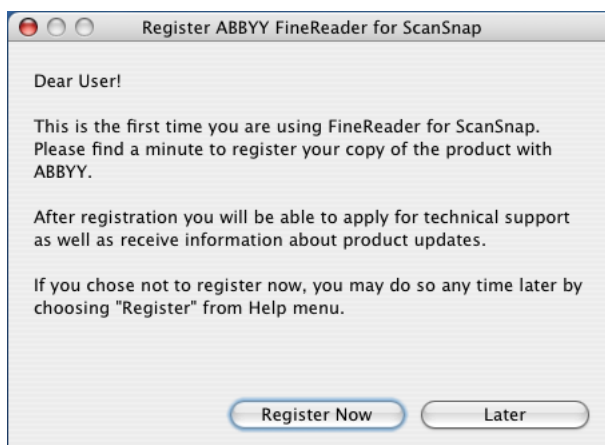 Register ABBYY FineReader for ScanSnap
Dear User!
This is the first time you are using FineReader for ScanSnap.
Please find a minute to register your copy of the product with
ABBYY.
After registration you will be able to apply for technical support
as well as receive information about product updates.
If you chose not to register now, you may do so any time later by
choosing "Register" from Help menu.
Register Now
Later